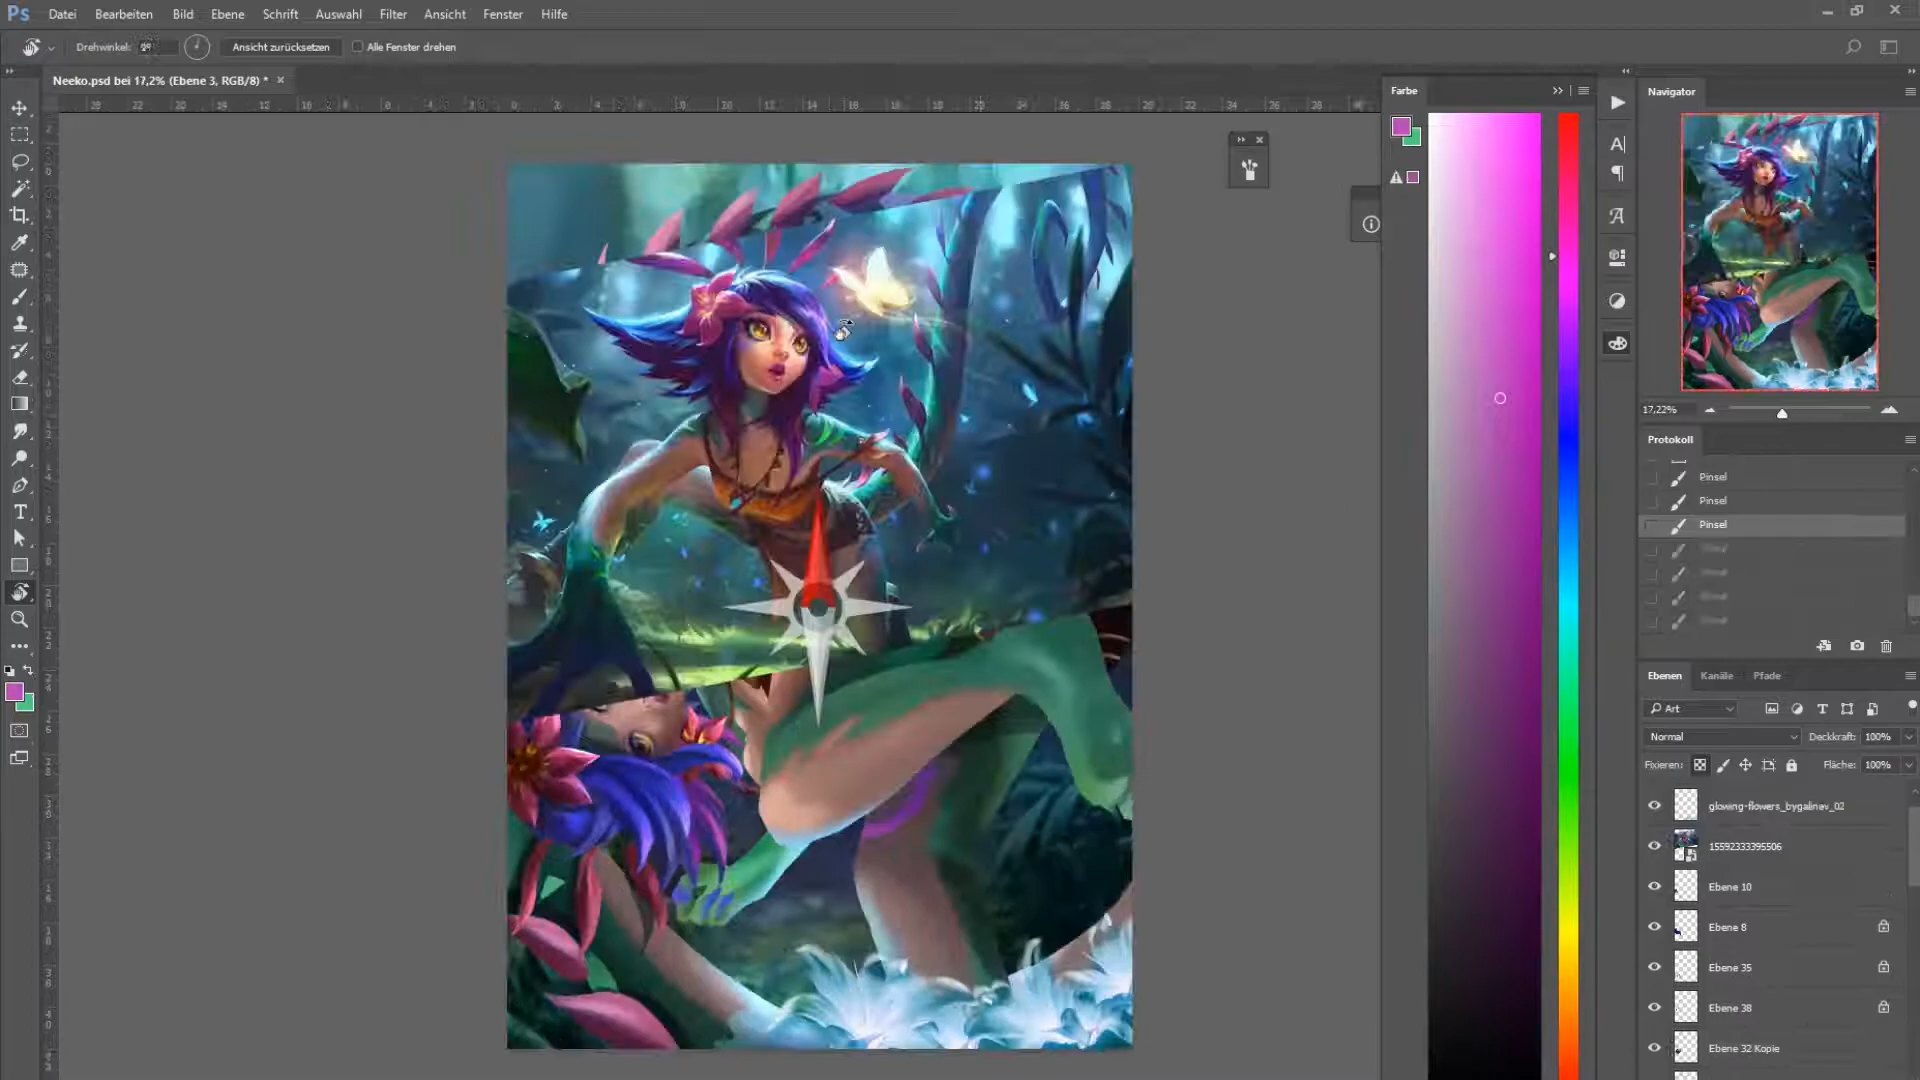 Ps Datei Bearbeiten Bild Ebene Schrift Auswahl Filter Ansicht Fenster Hilfe
Drehwinkel: Ansicht zurücksetzen Alle Fenster drehen
Neeko.psd bei 17,2% (Ebene 3, RGB/8) *
Farbe
Navigator
17,22%
Protokoll
Pinsel
Pinsel
Pinsel
Ebenen Kanäle Pfade
Art
Normal Deckkraft: 100%
Fixieren: Fläche: 100%
glowing-flowers_bygalinev_02
15592333395506
Ebene 10
Ebene 8
Ebene 35
Ebene 38
Ebene 32 Kopie